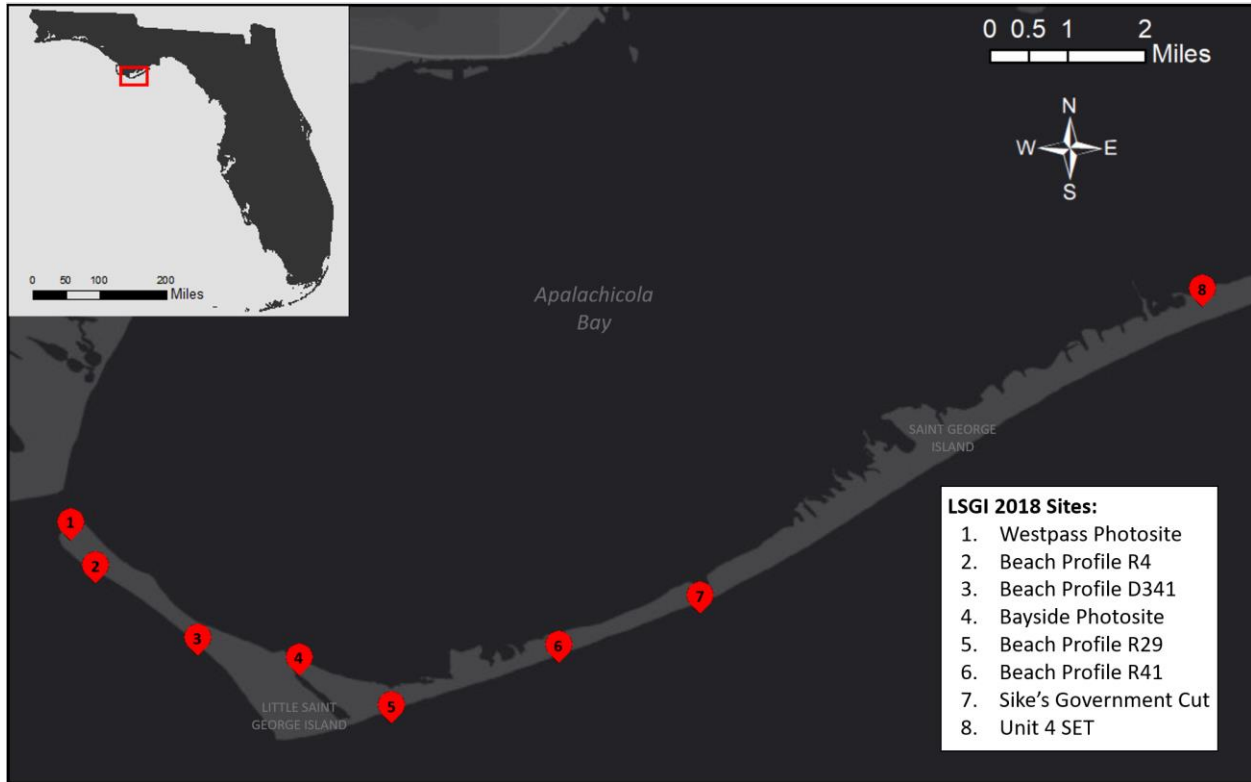 0 0.5 1 2
Miles
N
W E
S
0 50 100 200
Miles
Apalachicola
Bay
SAINT GEORGE
ISLAND
LITTLE SAINT
GEORGE ISLAND
1
2
3
4
5
6
7
8
LSGI 2018 Sites:
1. Westpass Photosite
2. Beach Profile R4
3. Beach Profile D341
4. Bayside Photosite
5. Beach Profile R29
6. Beach Profile R41
7. Sike's Government Cut
8. Unit 4 SET